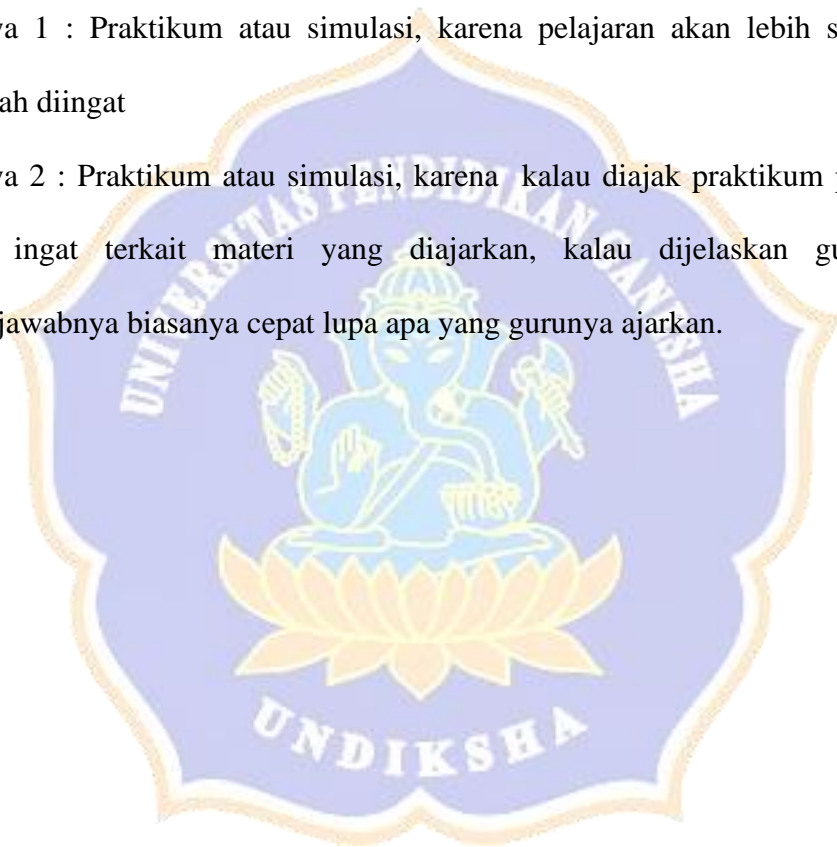 ya 1 : Praktikum atau simulasi, karena pelajaran akan lebih s
ah diingat
ya 2 : Praktikum atau simulasi, karena kalau diajak praktikum
ingat terkait materi yang diajarkan, kalau dijelaskan gu
jawabnya biasanya cepat lupa apa yang gurunya ajarkan.
UNIVERSITAS PENDIDIKAN GANESHA
UNDIKSHA